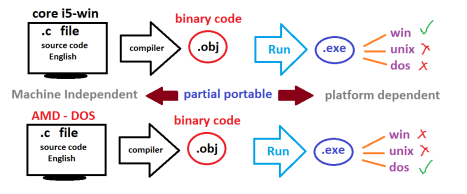 core i5-win
binary code
.c file
source code
English
compiler
.obj
Run
.exe
win
unix
dos
Machine Independent
partial portable
platform dependent
AMD - DOS
binary code
.c file
source code
English
compiler
.obj
Run
.exe
win
unix
dos